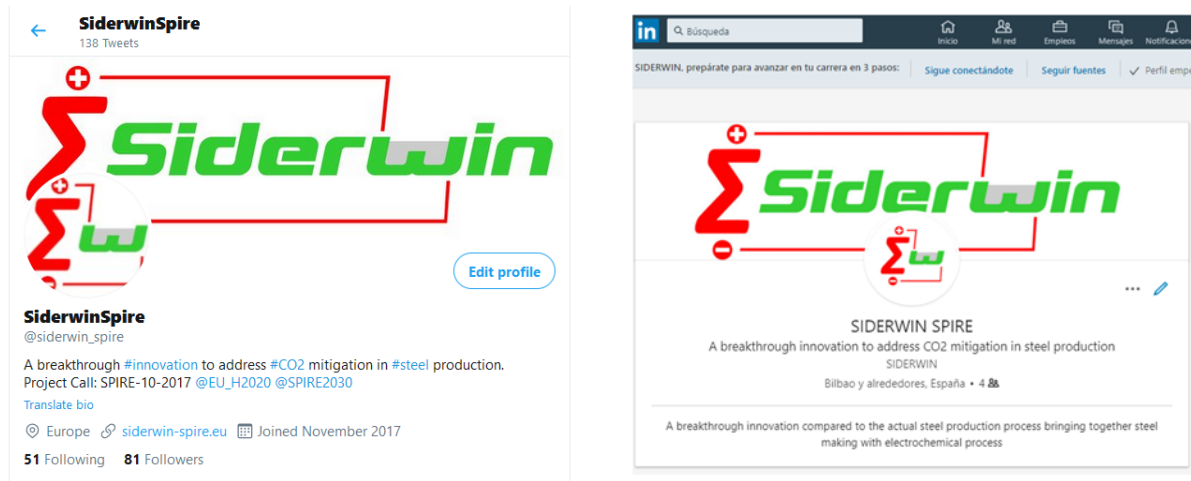 SiderwinSpire
138 Tweets
Siderwin
w
Edit profile
SiderwinSpire
@siderwin_spire
A breakthrough #innovation to address #CO2 mitigation in #steel production.
Project Call: SPIRE-10-2017 @EU_H2020 @SPIRE2030
Translate bio
Europe siderwin-spire.eu Joined November 2017
51 Following 81 Followers
in Búsqueda
Inicio Mi red Empleos Mensajes Notificacione
SIDERWIN, prepárate para avanzar en tu carrera en 3 pasos: Sigue conectándote Seguir fuentes Perfil empe
Siderwin
w
SIDERWIN SPIRE
A breakthrough innovation to address CO2 mitigation in steel production
SIDERWIN
Bilbao y alrededores, España • 4
A breakthrough innovation compared to the actual steel production process bringing together steel
making with electrochemical process